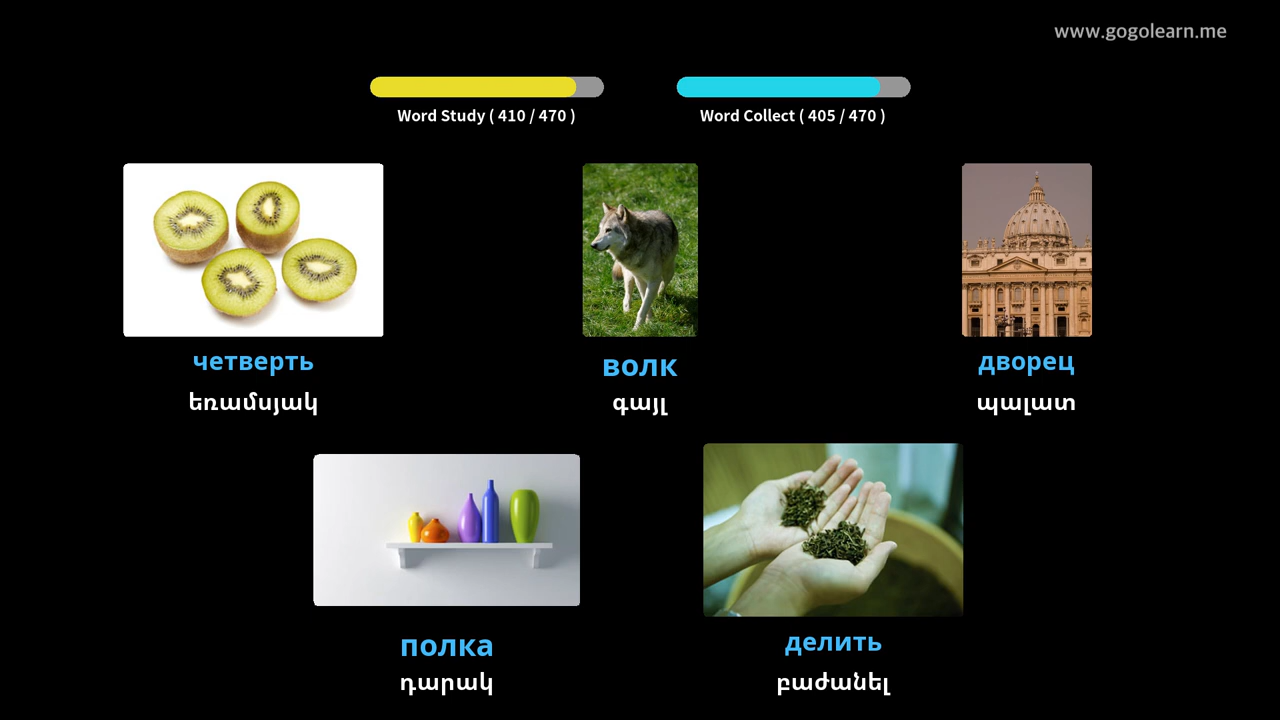 www.gogolearn.me
Word Study ( 410 / 470 )
Word Collect ( 405 / 470 )
четверть
եռամսյակ
волк
գայլ
дворец
պալատ
полка
դարակ
делить
բաժանել